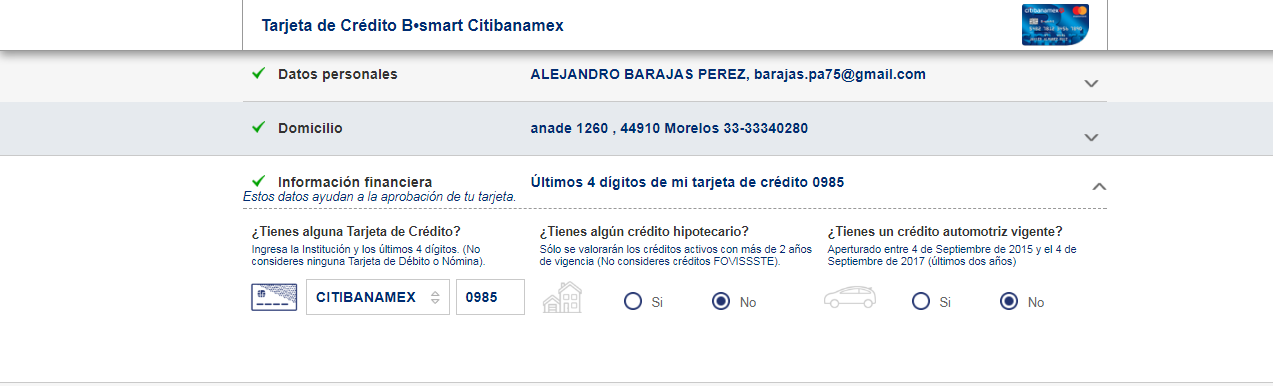 Tarjeta de Crédito B•smart Citibanamex
citibanamex
Datos personales ALEJANDRO BARAJAS PEREZ, barajas.pa75@gmail.com
Domicilio anade 1260 , 44910 Morelos 33-33340280
Información financiera Últimos 4 dígitos de mi tarjeta de crédito 0985
Estos datos ayudan a la aprobación de tu tarjeta.
¿Tienes alguna Tarjeta de Crédito?
Ingresa la Institución y los últimos 4 dígitos. (No
consideres ninguna Tarjeta de Débito o Nómina).
CITIBANAMEX 0985
¿Tienes algún crédito hipotecario?
Sólo se valorarán los créditos activos con más de 2 años
de vigencia (No consideres créditos FOVISSSTE).
Si No
¿Tienes un crédito automotriz vigente?
Aperturado entre 4 de Septiembre de 2015 y el 4 de
Septiembre de 2017 (últimos dos años)
Si No